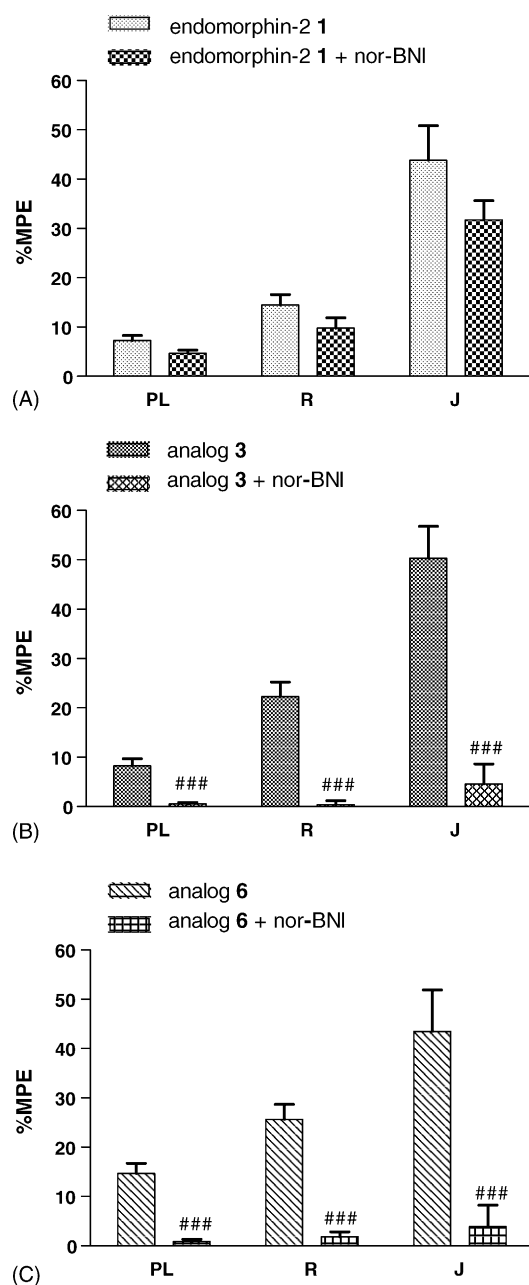 endomorphin-2 1
endomorphin-2 1 + nor-BNI
60
50
40
30
20
10
0
%MPE
PL R J
(A)
analog 3
analog 3 + nor-BNI
60
50
40
30
20
10
0
%MPE
### ### ###
PL R J
(B)
analog 6
analog 6 + nor-BNI
60
50
40
30
20
10
0
%MPE
### ### ###
PL R J
(C)